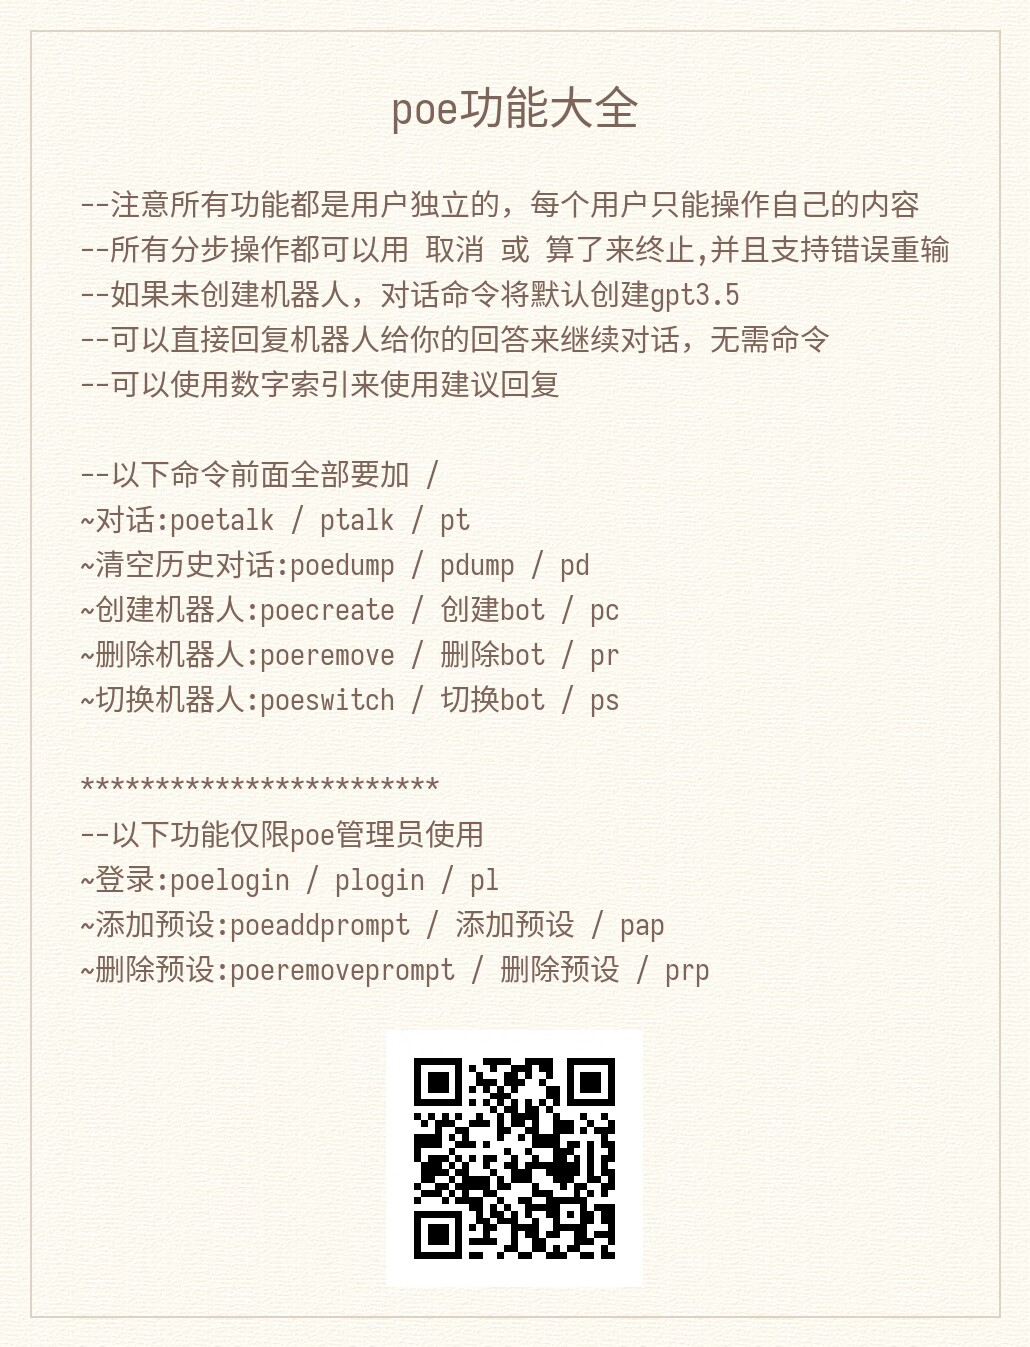 poe功能大全
--注意所有功能都是用户独立的，每个用户只能操作自己的内容
--所有分步操作都可以用 取消 或 算了来终止,并且支持错误重输
--如果未创建机器人，对话命令将默认创建gpt3.5
--可以直接回复机器人给你的回答来继续对话，无需命令
--可以使用数字索引来使用建议回复
--以下命令前面全部要加 /
~对话:poetalk / ptalk / pt
~清空历史对话:poedump / pdump / pd
~创建机器人:poecreate / 创建bot / pc
~删除机器人:poeremove / 删除bot / pr
~切换机器人:poeswitch / 切换bot / ps
************************
--以下功能仅限poe管理员使用
~登录:poelogin / plogin / pl
~添加预设:poeaddprompt / 添加预设 / pap
~删除预设:poeremoveprompt / 删除预设 / prp